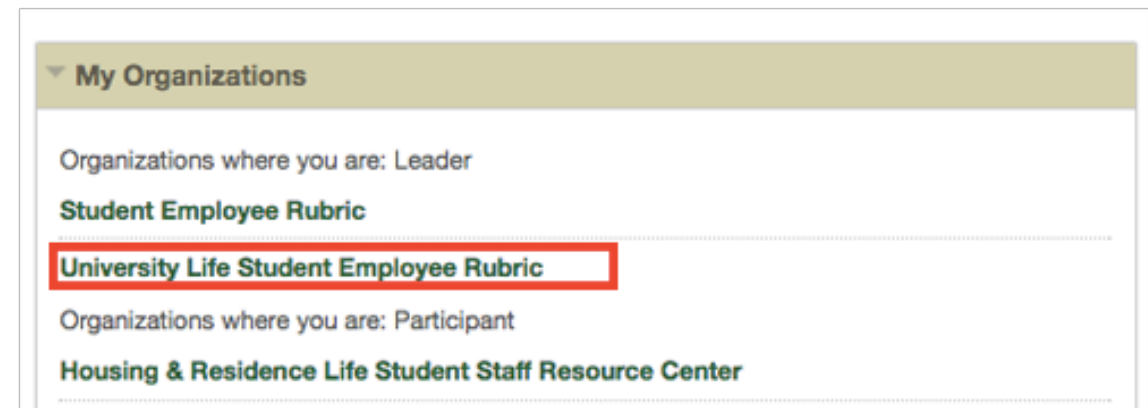 My Organizations
Organizations where you are: Leader
Student Employee Rubric
University Life Student Employee Rubric
Organizations where you are: Participant
Housing & Residence Life Student Staff Resource Center